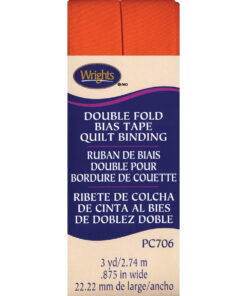 Wrights
DOUBLE FOLD
BIAS TAPE
QUILT BINDING
RUBAN DE BIAIS
DOUBLE POUR
BORDURE DE COUETTE
RIBETE DE COLCHA
DE CINTA AL BIES
DE DOBLEZ DOBLE
PC706
3 yd/2.74 m
.875 in wide
22.22 mm de large/ancho